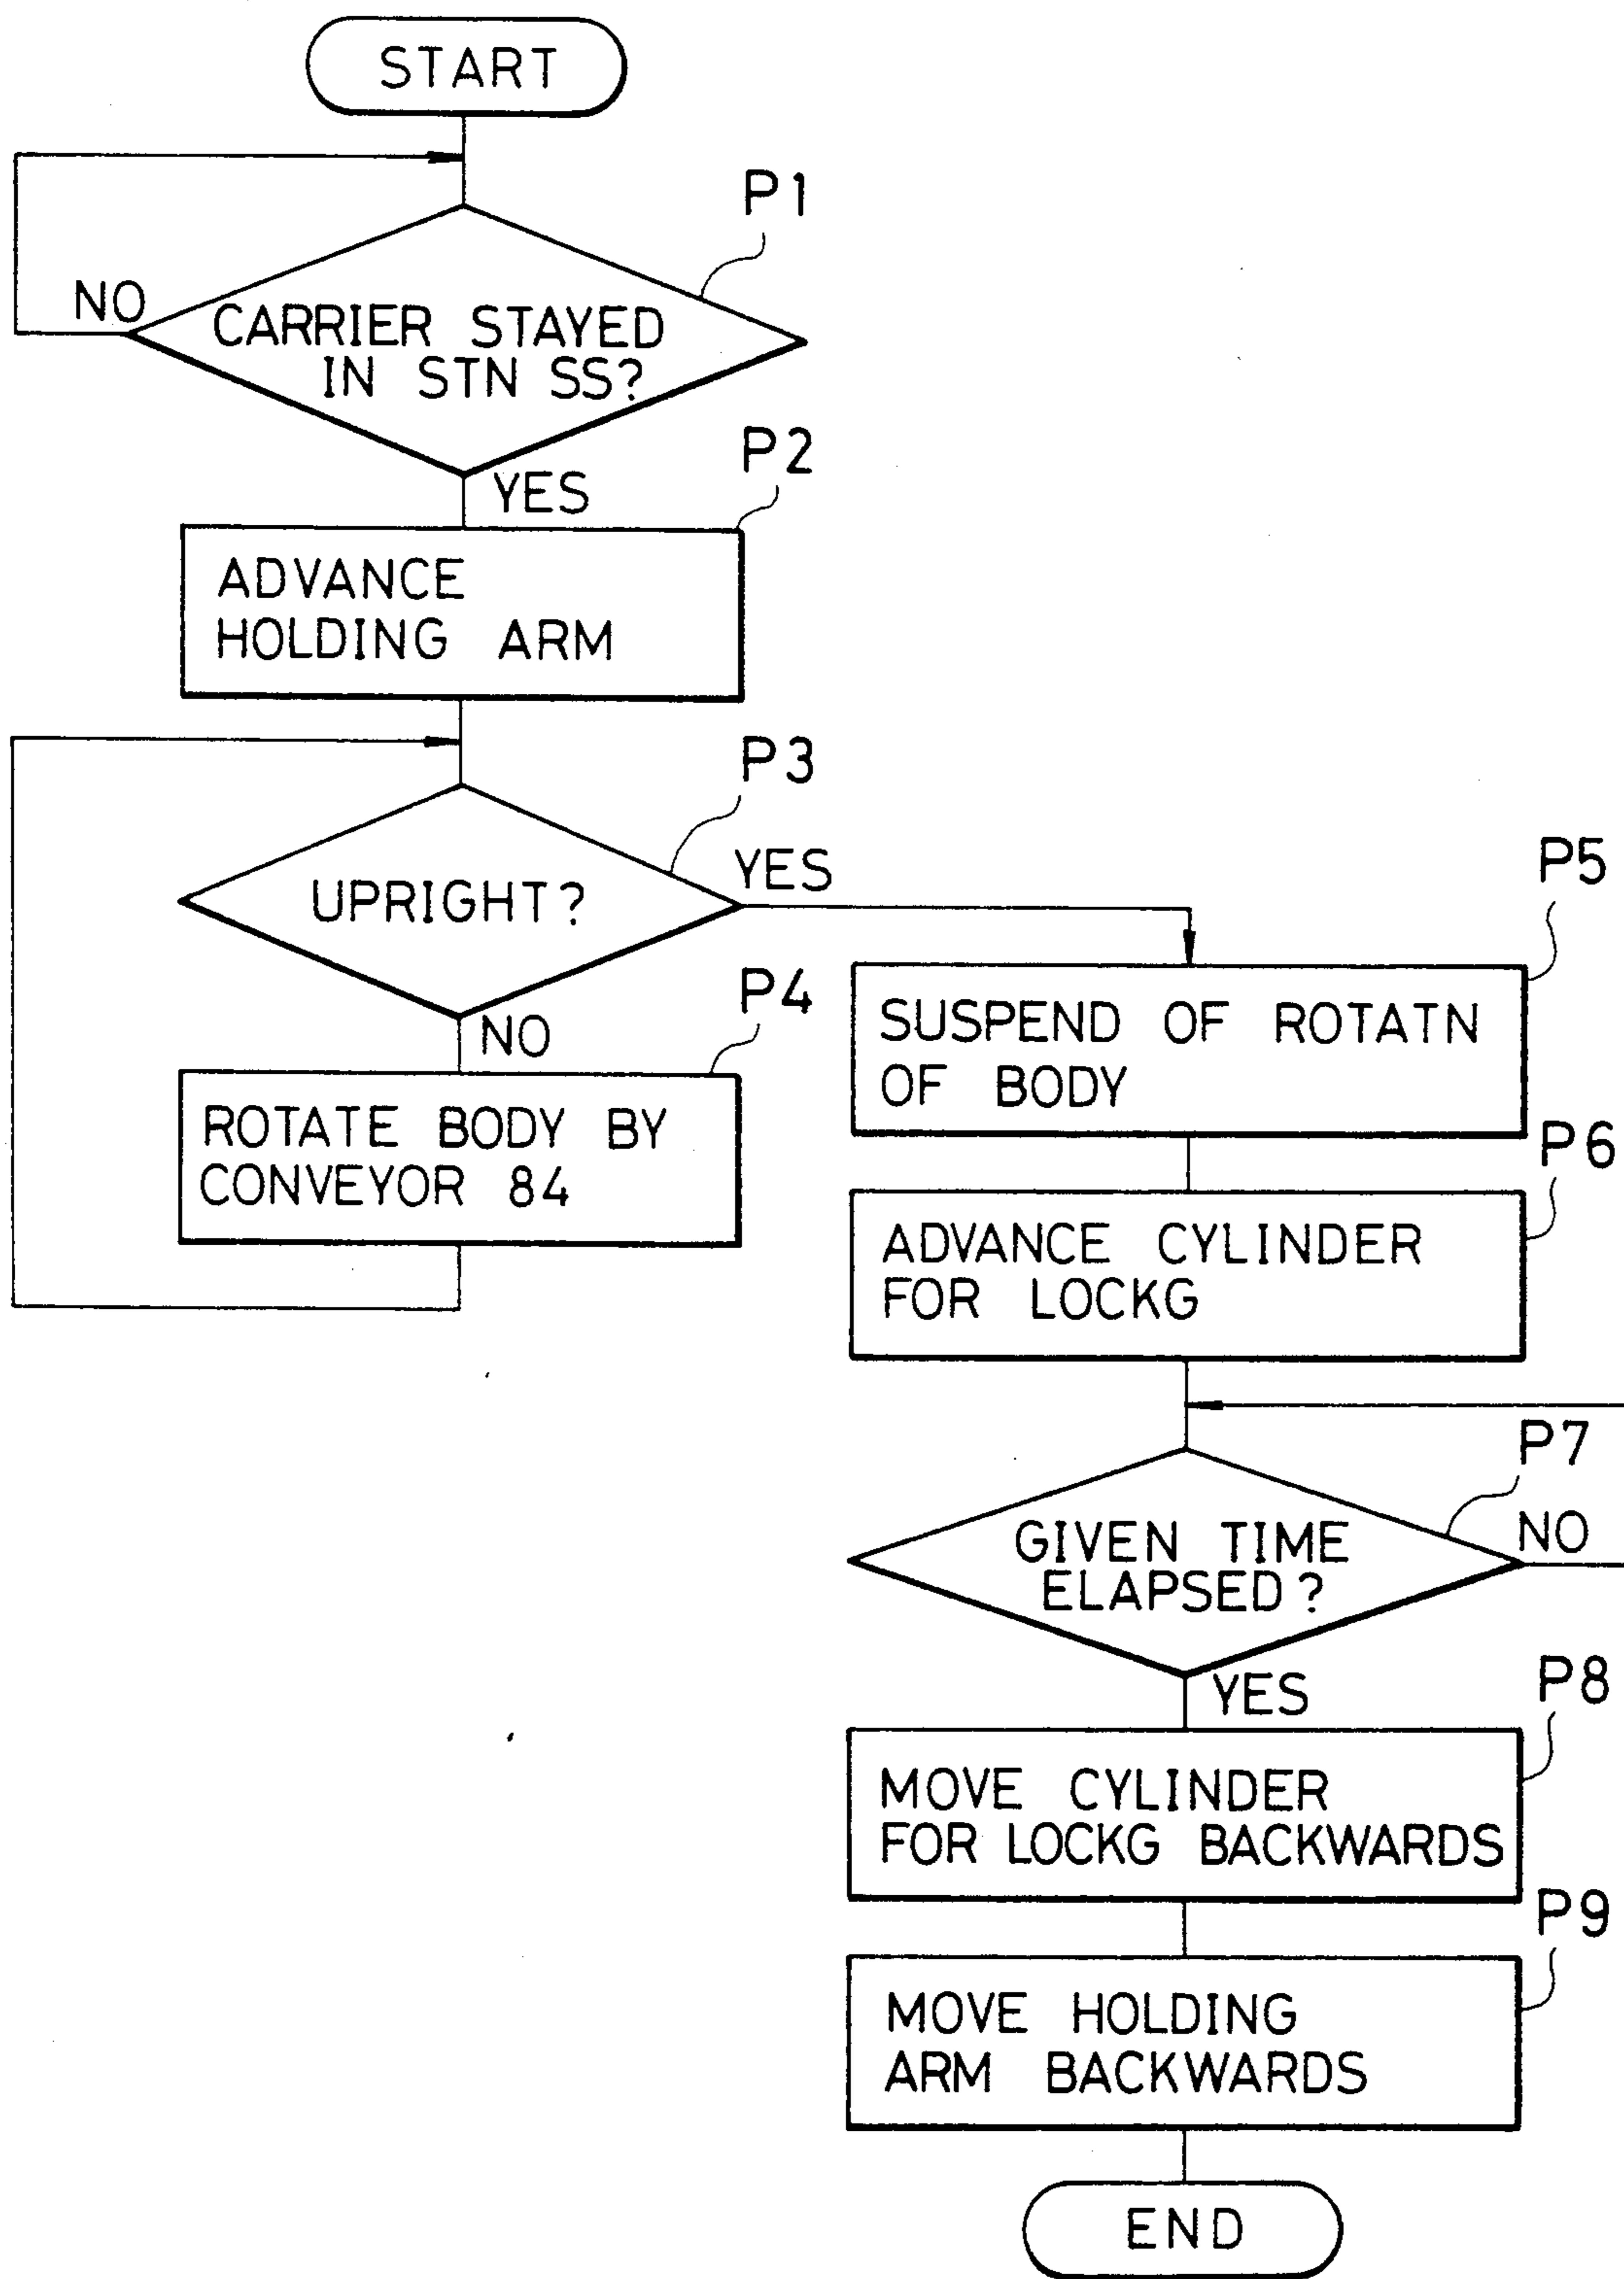 START
P1
NO
CARRIER STAYED
IN STN SS?
YES
P2
ADVANCE
HOLDING ARM
P3
UPRIGHT?
YES
NO
P4
ROTATE BODY BY
CONVEYOR 84
P5
SUSPEND OF ROTATN
OF BODY
P6
ADVANCE CYLINDER
FOR LOCKG
P7
GIVEN TIME
ELAPSED?
NO
YES
P8
MOVE CYLINDER
FOR LOCKG BACKWARDS
P9
MOVE HOLDING
ARM BACKWARDS
END